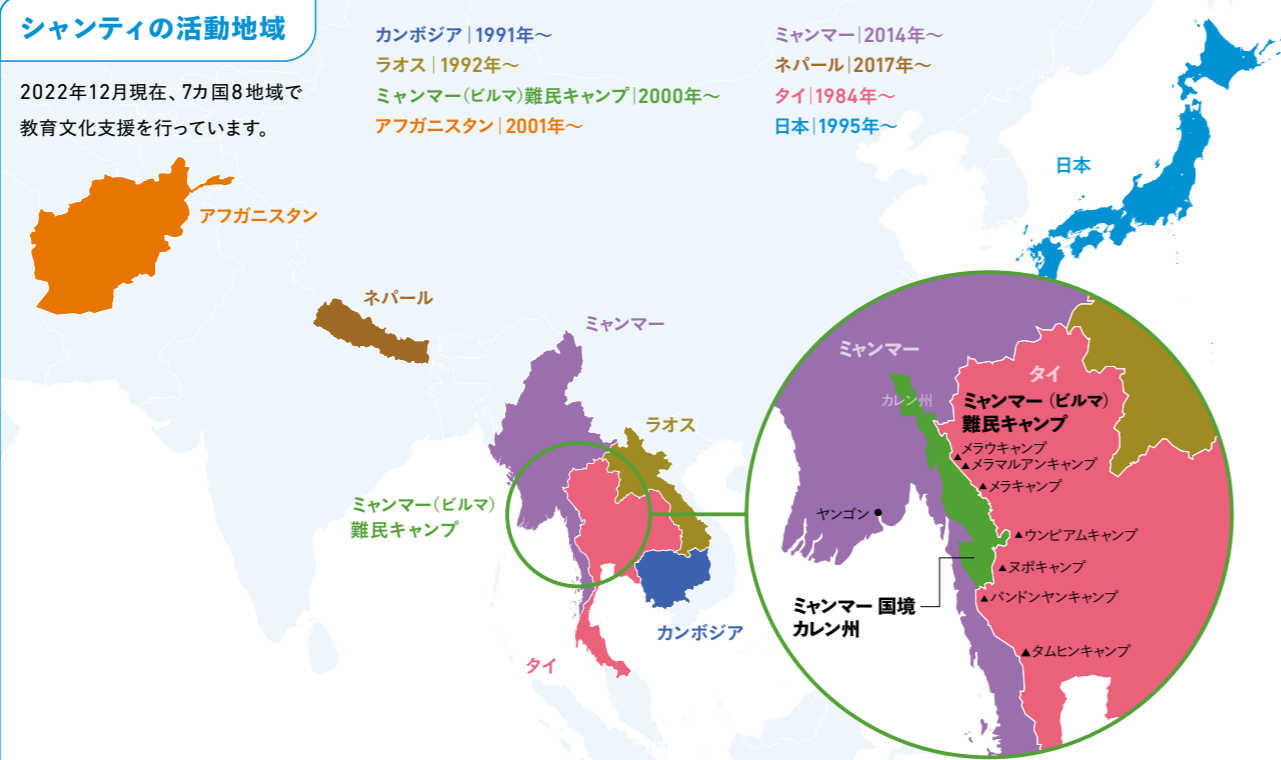 シャンティの活動地域
2022年12月現在、7カ国8地域で
教育文化支援を行っています。
カンボジア|1991年〜
ラオス|1992年〜
ミャンマー(ビルマ)難民キャンプ|2000年〜
アフガニスタン|2001年〜
ミャンマー|2014年〜
ネパール|2017年〜
タイ|1984年〜
日本|1995年〜
日本
アフガニスタン
ネパール
ミャンマー
ラオス
ミャンマー(ビルマ)
難民キャンプ
カンボジア
タイ
ミャンマー
タイ
カレン州
ミャンマー(ビルマ)
難民キャンプ
メラウキャンプ
メラマルアンキャンプ
メラキャンプ
ヤンゴン
ウンピアムキャンプ
ヌポキャンプ
バンドンヤンキャンプ
ミャンマー 国境
カレン州
タムヒンキャンプ